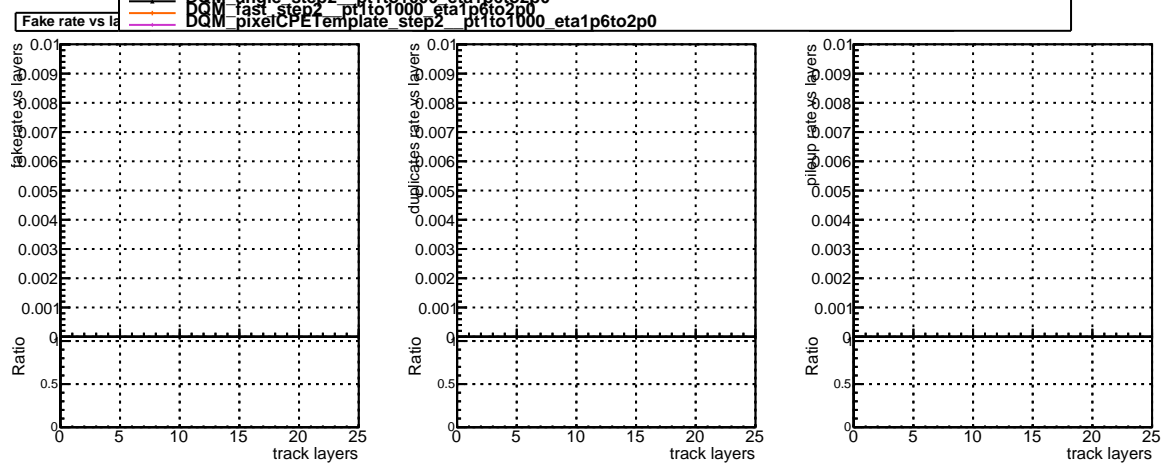 DQM_angle_step2__pt1to1000_eta1p6to2p0
DQM_fast_step2__pt1to1000_eta1p6to2p0
Fake rate vs la
DQM_pixelCPETemplate_step2__pt1to1000_eta1p6to2p0
fakerate vs layers
0.01
0.009
0.008
0.007
0.006
0.005
0.004
0.003
0.002
0.001
0
Ratio
1
0.5
0
0 5 10 15 20 25
track layers
duplicates rate vs layers
0.01
0.009
0.008
0.007
0.006
0.005
0.004
0.003
0.002
0.001
0
Ratio
1
0.5
0
0 5 10 15 20 25
track layers
pileup rate vs layers
0.01
0.009
0.008
0.007
0.006
0.005
0.004
0.003
0.002
0.001
0
Ratio
1
0.5
0
0 5 10 15 20 25
track layers